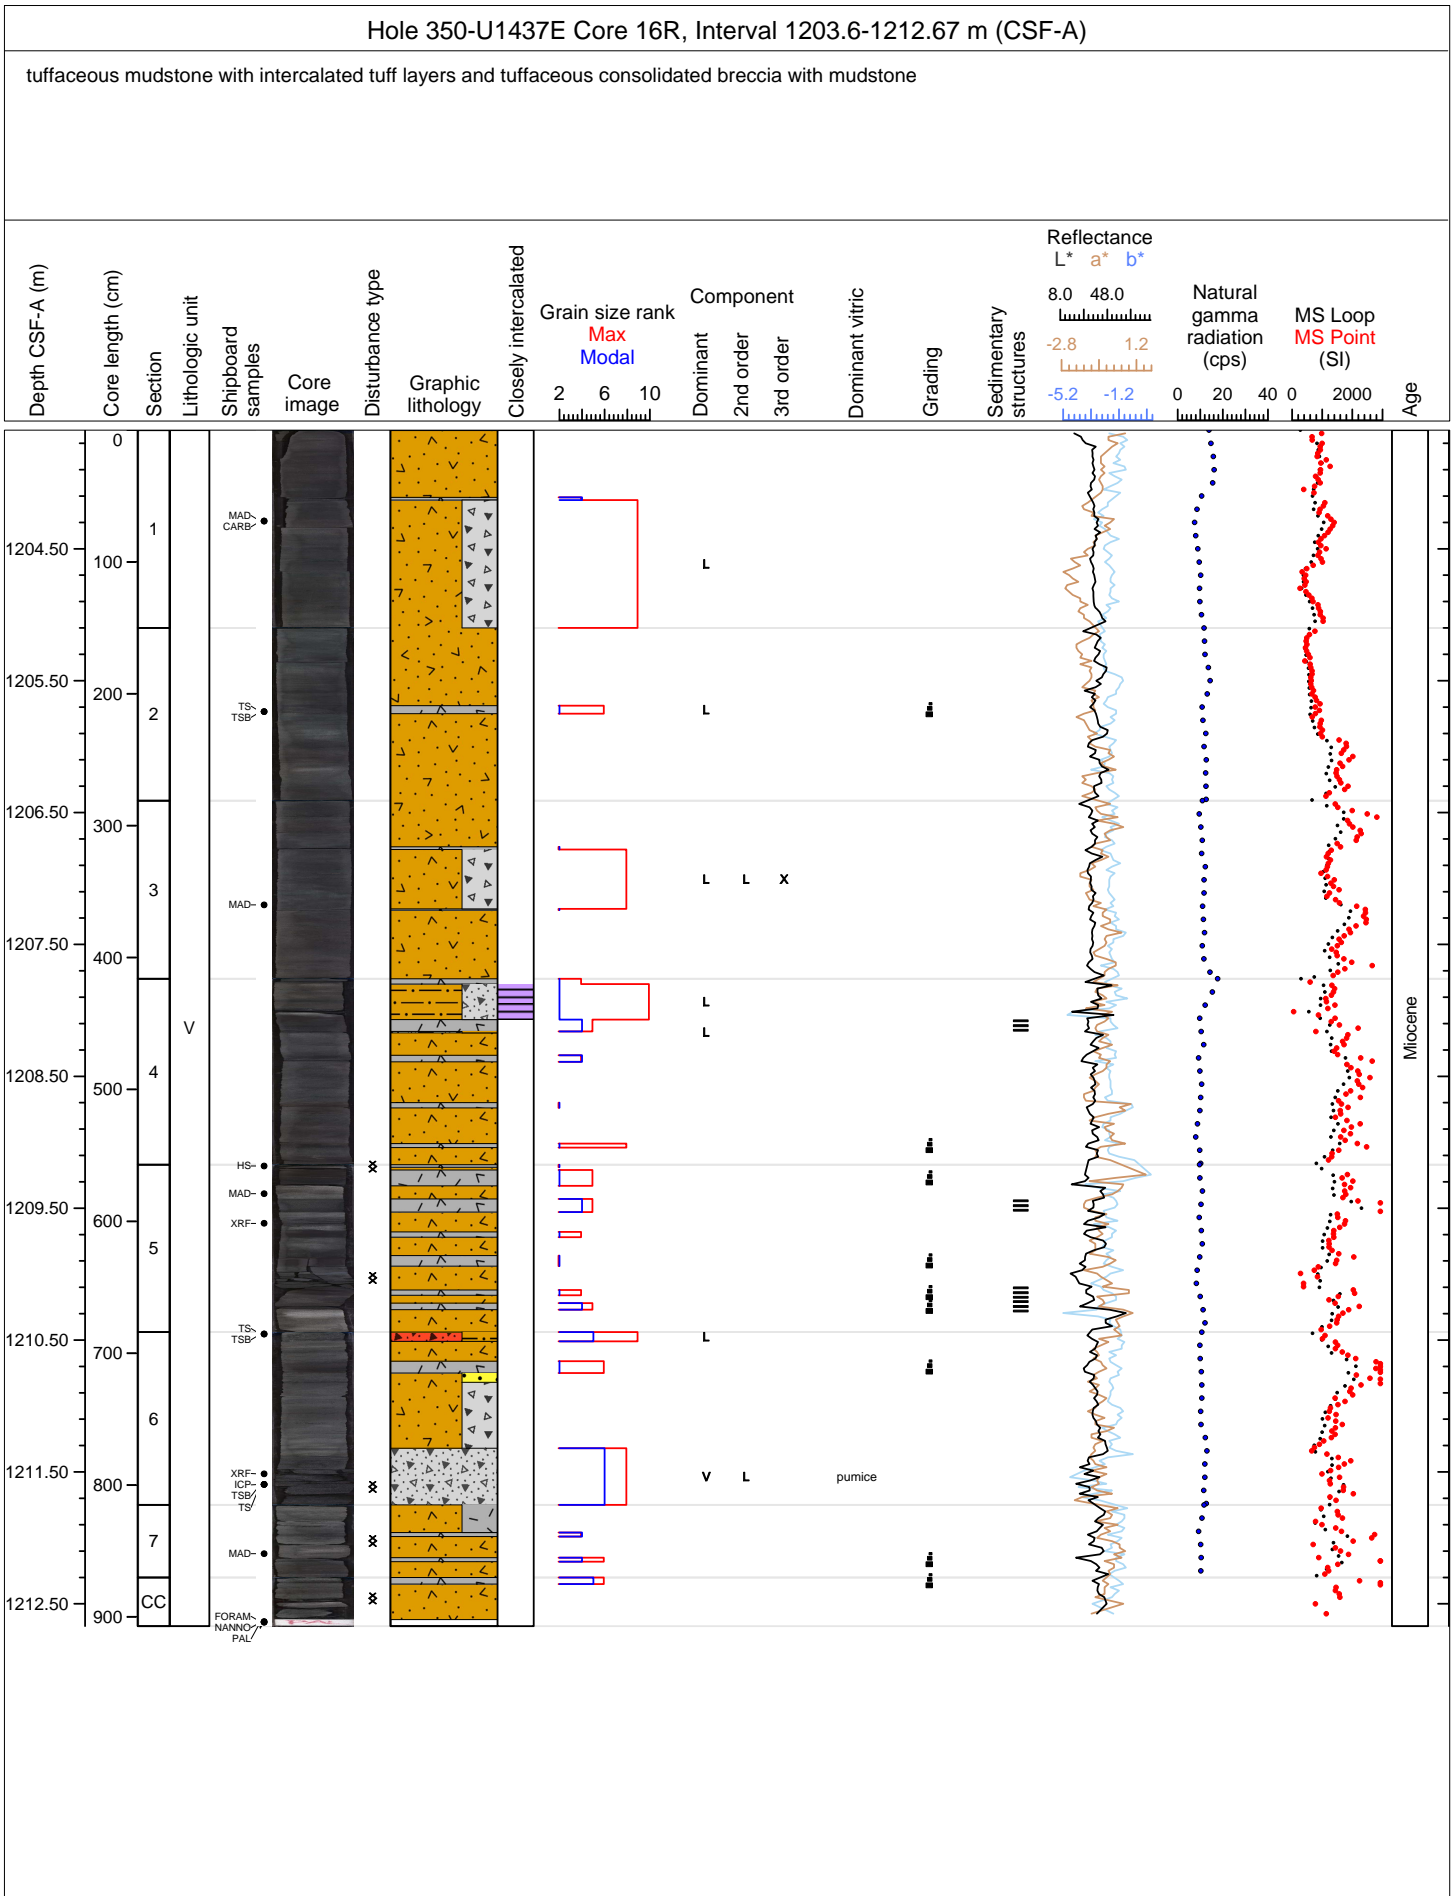 Hole 350-U1437E Core 16R, Interval 1203.6-1212.67 m (CSF-A)
tuffaceous mudstone with intercalated tuff layers and tuffaceous consolidated breccia with mudstone
Depth CSF-A (m)
Core length (cm)
Section
Lithologic unit
Shipboard
samples
Core
image
Disturbance type
Graphic
lithology
Closely intercalated
Grain size rank
Max
Modal
2 6 10
Component
Dominant
2nd order
3rd order
Dominant vitric
Grading
Sedimentary
structures
Reflectance
L* a* b*
8.0 48.0
-2.8 1.2
-5.2 -1.2
Natural
gamma
radiation
(cps)
0 20 40
MS Loop
MS Point
(SI)
0 2000
Age
0
1
MAD
CARB
1204.50
100
L
1205.50
200
2
TS
TSB
L
1206.50
300
3
L L X
MAD
1207.50
400
V
L
L
Miocene
1208.50
4
500
HS
MAD
1209.50
600
XRF
5
TS
TSB
1210.50
L
700
6
XRF
1211.50
ICP
800
TSB
TS
V L
pumice
7
MAD
CC
1212.50
900
FORAM
NANNO
PAL